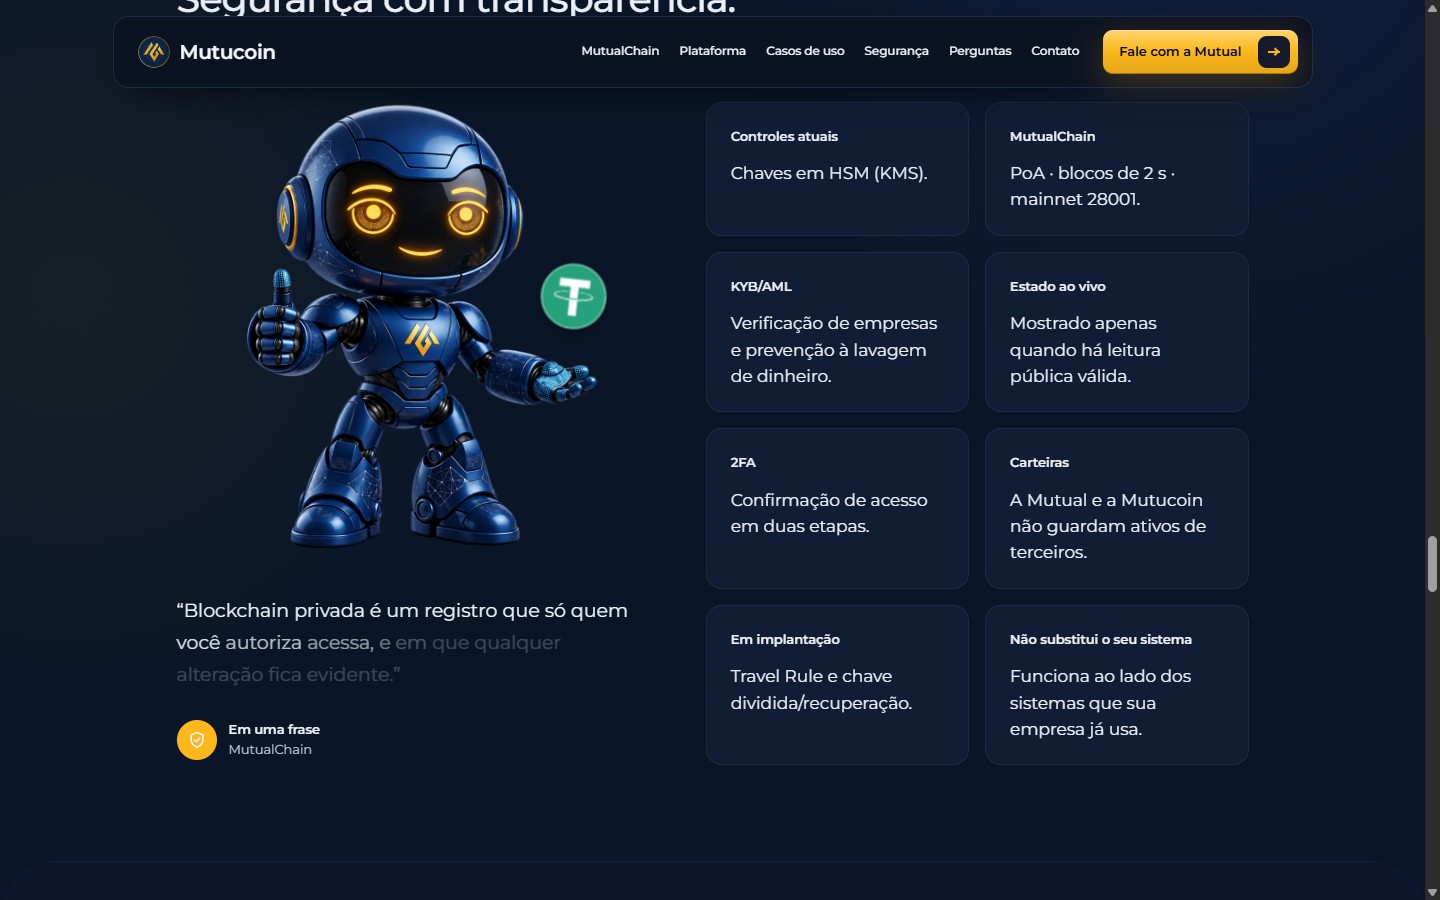 Segurança com transparência.
Mutucoin
MutualChain
Plataforma
Casos de uso
Segurança
Perguntas
Contato
Fale com a Mutual
Controles atuais
Chaves em HSM (KMS).
MutualChain
PoA · blocos de 2 s ·
mainnet 28001.
KYB/AML
Verificação de empresas
e prevenção à lavagem
de dinheiro.
Estado ao vivo
Mostrado apenas
quando há leitura
pública válida.
2FA
Confirmação de acesso
em duas etapas.
Carteiras
A Mutual e a Mutucoin
não guardam ativos de
terceiros.
Em implantação
Travel Rule e chave
dividida/recuperação.
Não substitui o seu sistema
Funciona ao lado dos
sistemas que sua
empresa já usa.
“Blockchain privada é um registro que só quem
você autoriza acessa, e em que qualquer
alteração fica evidente.”
Em uma frase
MutualChain